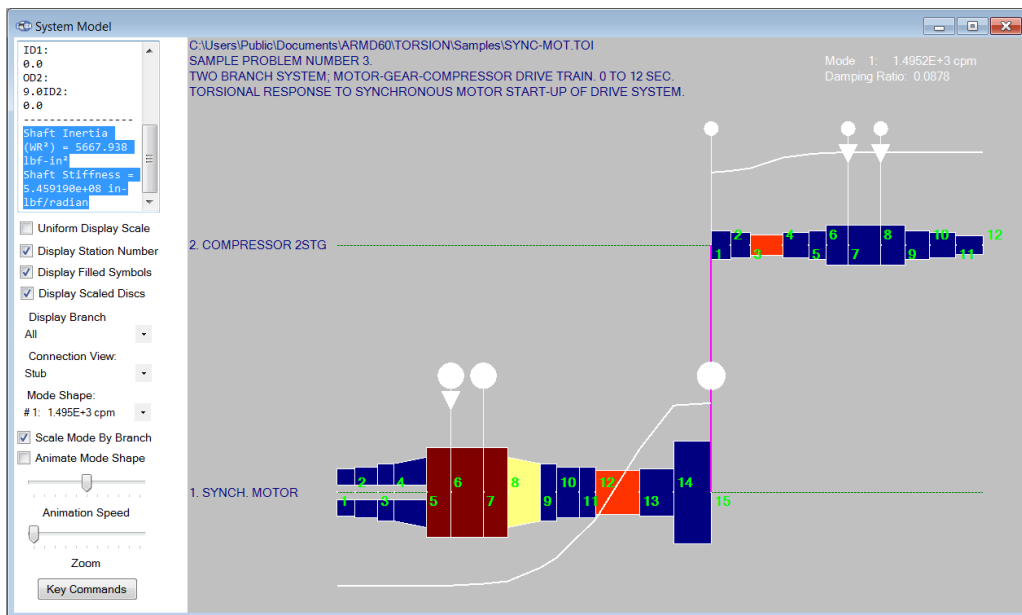 System Model
ID1:
0.0
OD2:
9.0ID2:
0.0
-----------------
Shaft Inertia
(WR²) = 5667.938
lbf-in²
Shaft Stiffness =
5.459190e+08 in-
lbf/radian
Uniform Display Scale
Display Station Number
Display Filled Symbols
Display Scaled Discs
Display Branch
All
Connection View:
Stub
Mode Shape:
# 1: 1.495E+3 cpm
Scale Mode By Branch
Animate Mode Shape
Animation Speed
Zoom
Key Commands
C:\Users\Public\Documents\ARMD60\TORSION\Samples\SYNC-MOT.TOI
SAMPLE PROBLEM NUMBER 3.
TWO BRANCH SYSTEM; MOTOR-GEAR-COMPRESSOR DRIVE TRAIN. 0 TO 12 SEC.
TORSIONAL RESPONSE TO SYNCHRONOUS MOTOR START-UP OF DRIVE SYSTEM.
Mode 1: 1.4952E+3 cpm
Damping Ratio: 0.0878
2. COMPRESSOR 2STG
1 2 3 4 5 6 7 8 9 10 11 12
1. SYNCH. MOTOR
1 2 3 4 5 6 7 8 9 10 11 12 13 14 15